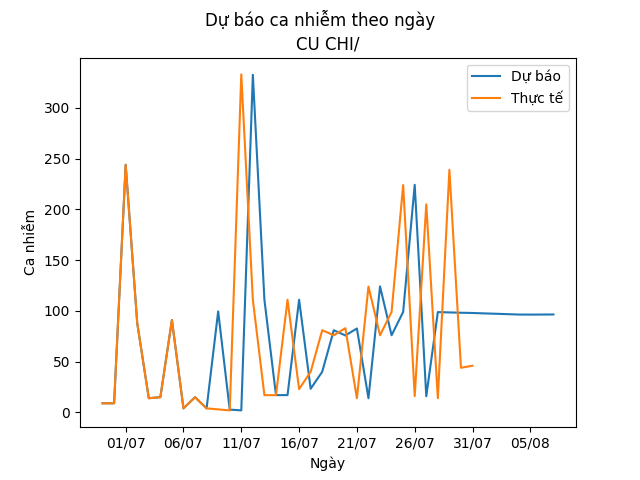 Dự báo ca nhiễm theo ngày
CU CHI/
Dự báo
Thực tế
300
250
200
150
100
50
0
Ca nhiễm
01/07 06/07 11/07 16/07 21/07 26/07 31/07 05/08
Ngày